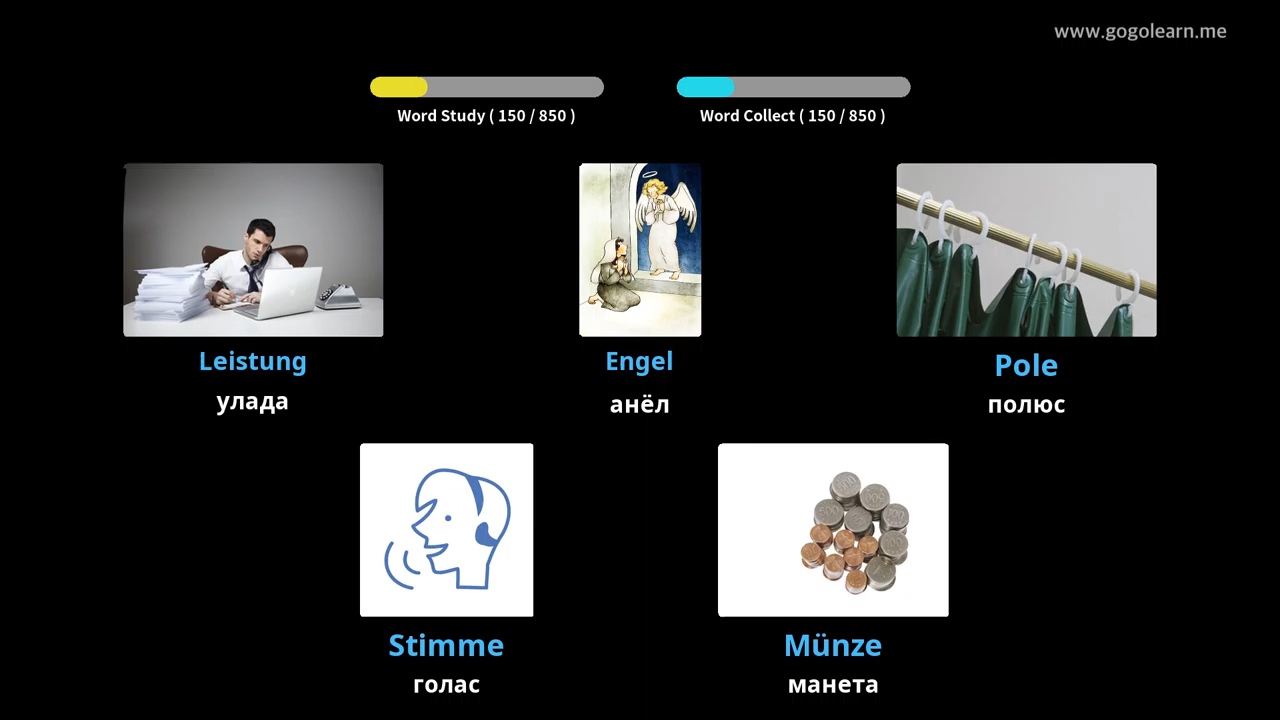 www.gogolearn.me
Word Study ( 150 / 850 )
Word Collect ( 150 / 850 )
Leistung
улада
Engel
анёл
Pole
полюс
Stimme
голас
Münze
манета